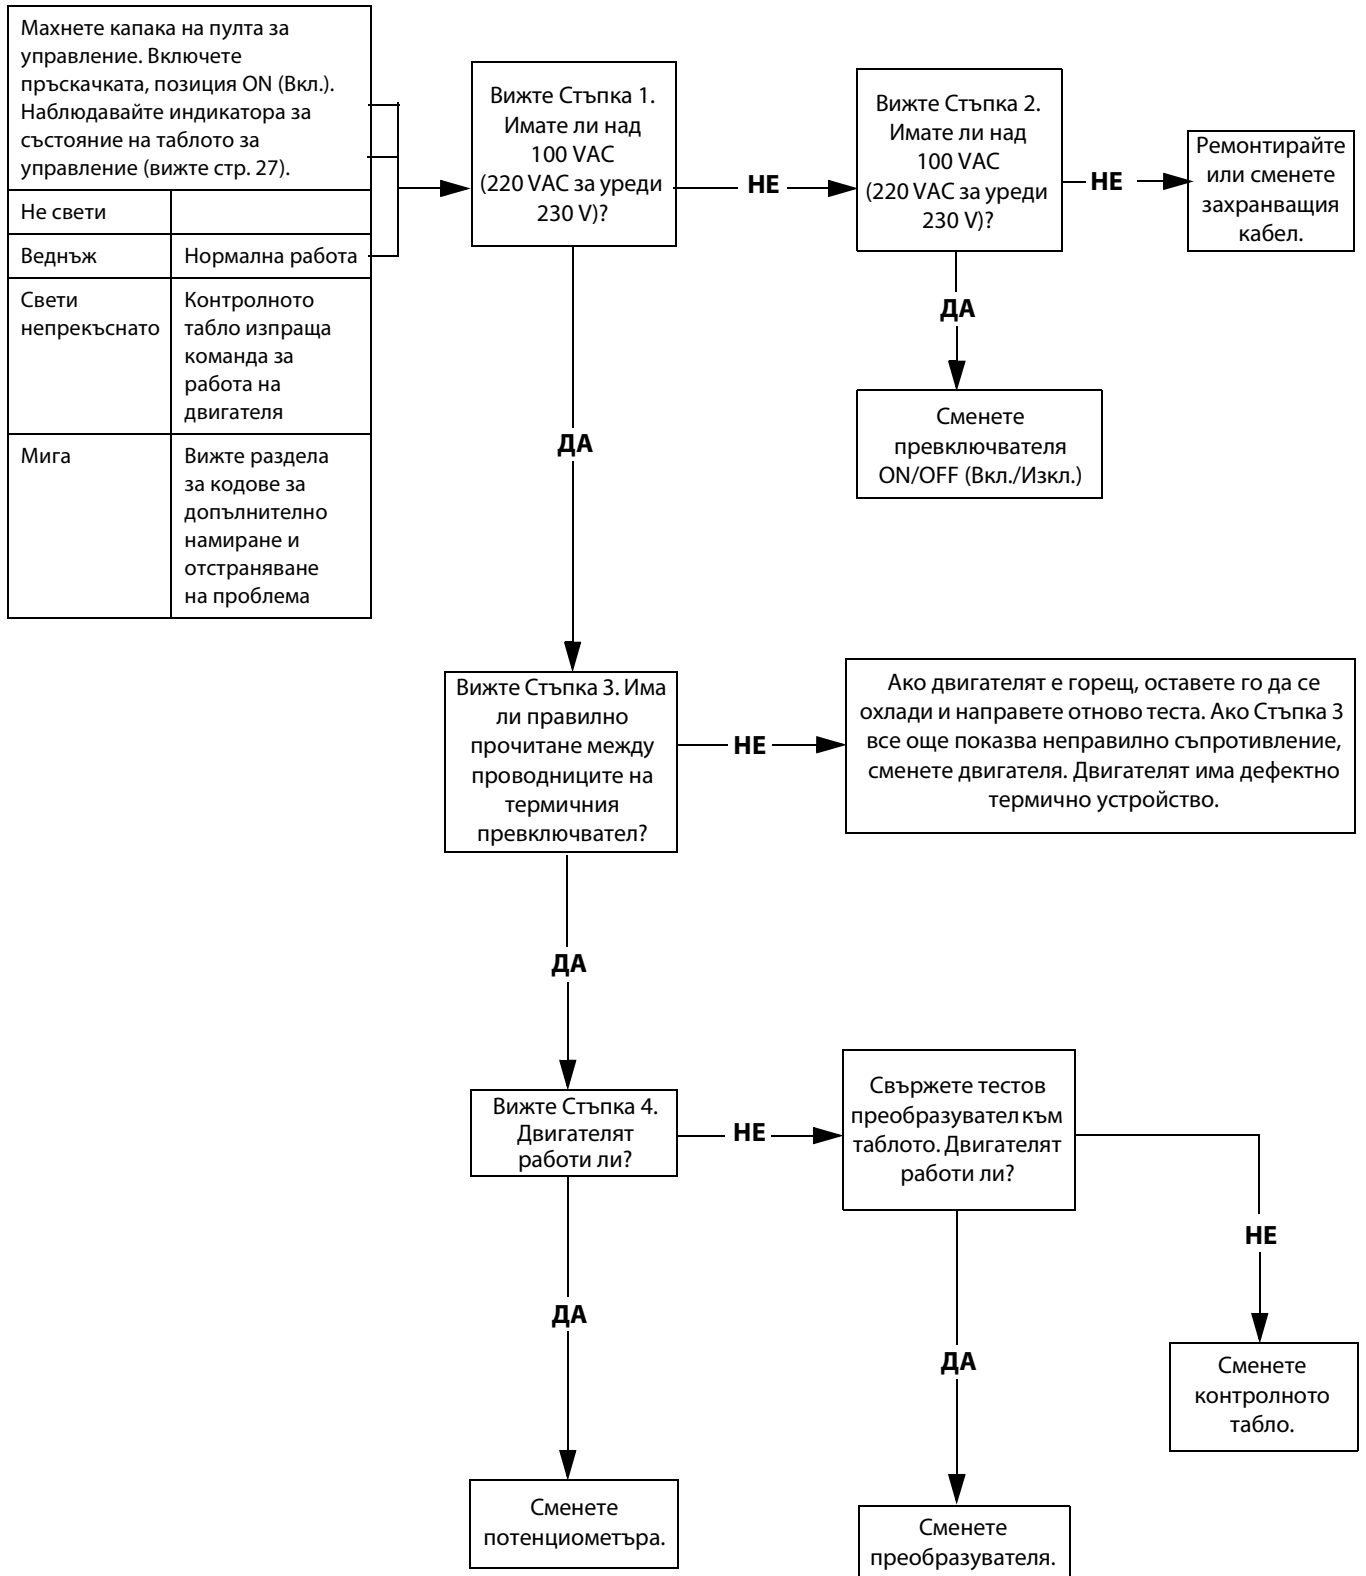 Махнете капака на пулта за
управление. Включете
пръскачката, позиция ON (Вкл.).
Наблюдавайте индикатора за
състояние на таблото за
управление (вижте стр. 27).
Не свети
Веднъж
Нормална работа
Свети
непрекъснато
Контролното
табло изпраща
команда за
работа на
двигателя
Мига
Вижте раздела
за кодове за
допълнително
намиране и
отстраняване
на проблема
Вижте Стъпка 1.
Имате ли над
100 VAC
(220 VAC за уреди
230 V)?
НЕ
Вижте Стъпка 2.
Имате ли над
100 VAC
(220 VAC за уреди
230 V)?
НЕ
Ремонтирайте
или сменете
захранващия
кабел.
ДА
Сменете
превключвателя
ON/OFF (Вкл./Изкл.)
ДА
Вижте Стъпка 3. Има
ли правилно
прочитане между
проводниците на
термичния
превключвател?
НЕ
Ако двигателят е горещ, оставете го да се
охлади и направете отново теста. Ако Стъпка 3
все още показва неправилно съпротивление,
сменете двигателя. Двигателят има дефектно
термично устройство.
ДА
Вижте Стъпка 4.
Двигателят
работи ли?
НЕ
Свържете тестов
преобразувател към
таблото. Двигателят
работи ли?
НЕ
Сменете
контролното
табло.
ДА
Сменете
потенциометъра.
ДА
Сменете
преобразувателя.